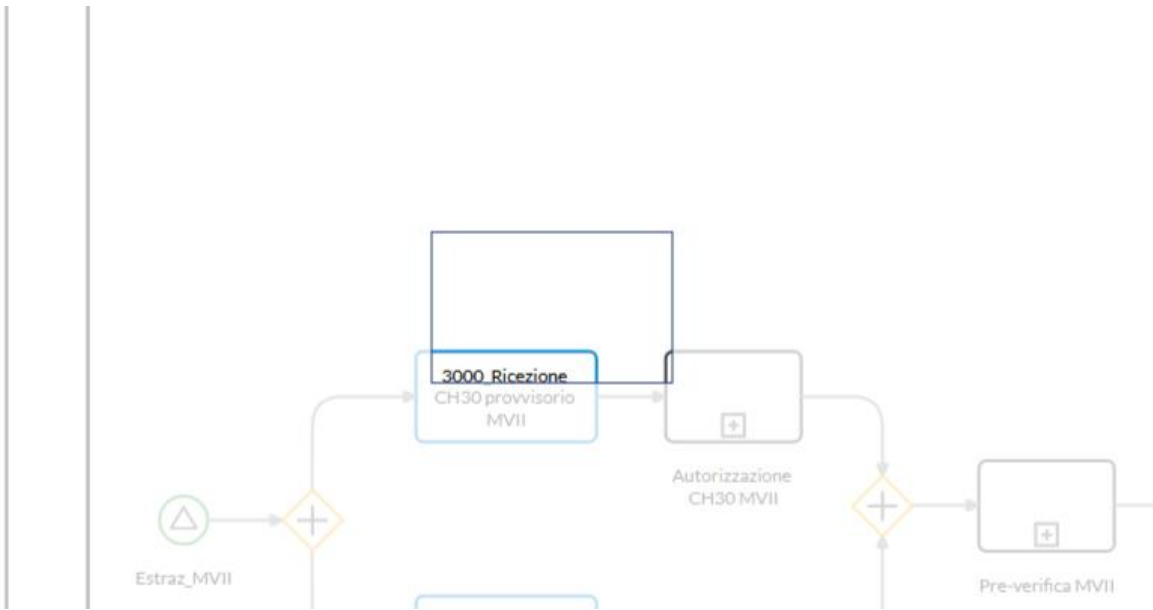 3000_Ricezione
CH30 provvisorio
MVII
Autorizzazione
CH30 MVII
Estraz_MVII
Pre-verifica MVII